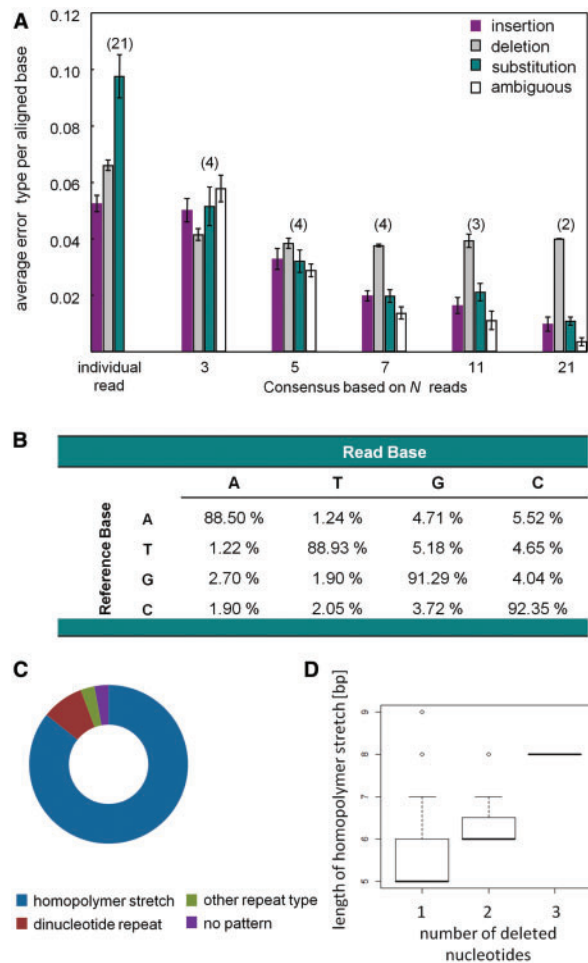 A
insertion
deletion
substitution
ambiguous
average error type per aligned base
0.12
0.10
0.08
0.06
0.04
0.02
(21)
(4)
(4)
(4)
(3)
(2)
individual read 3 5 7 11 21
Consensus based on N reads
B
Read Base
A T G C
Reference Base
A 88.50 % 1.24 % 4.71 % 5.52 %
T 1.22 % 88.93 % 5.18 % 4.65 %
G 2.70 % 1.90 % 91.29 % 4.04 %
C 1.90 % 2.05 % 3.72 % 92.35 %
C
homopolymer stretch
other repeat type
dinucleotide repeat
no pattern
D
length of homopolymer stretch [bp]
9
8
7
6
5
1 2 3
number of deleted
nucleotides